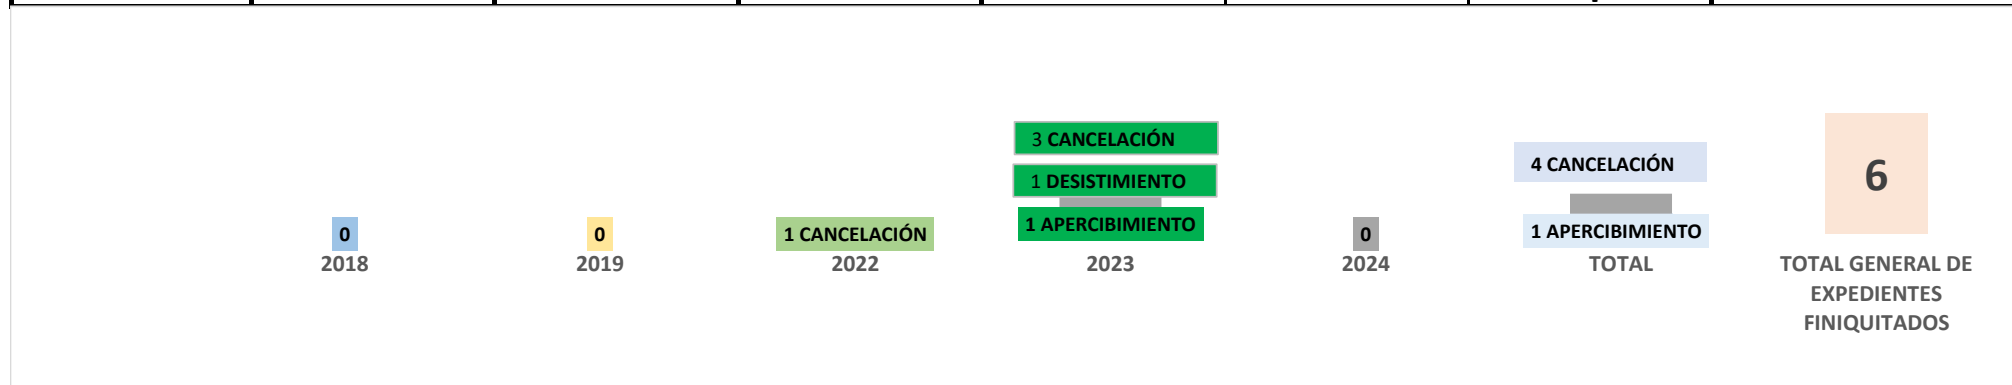 3 CANCELACIÓN
1 DESISTIMIENTO
1 APERCIBIMIENTO
4 CANCELACIÓN
1 APERCIBIMIENTO
6
0
0
1 CANCELACIÓN
0
2018
2019
2022
2023
2024
TOTAL
TOTAL GENERAL DE
EXPEDIENTES
FINIQUITADOS